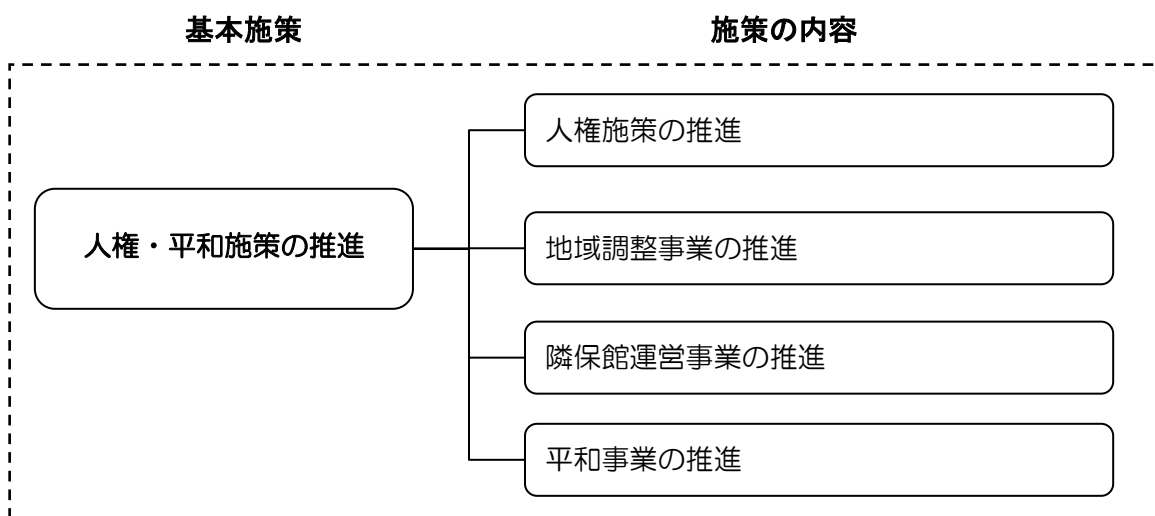 基本施策
施策の内容
人権・平和施策の推進
人権施策の推進
地域調整事業の推進
隣保館運営事業の推進
平和事業の推進